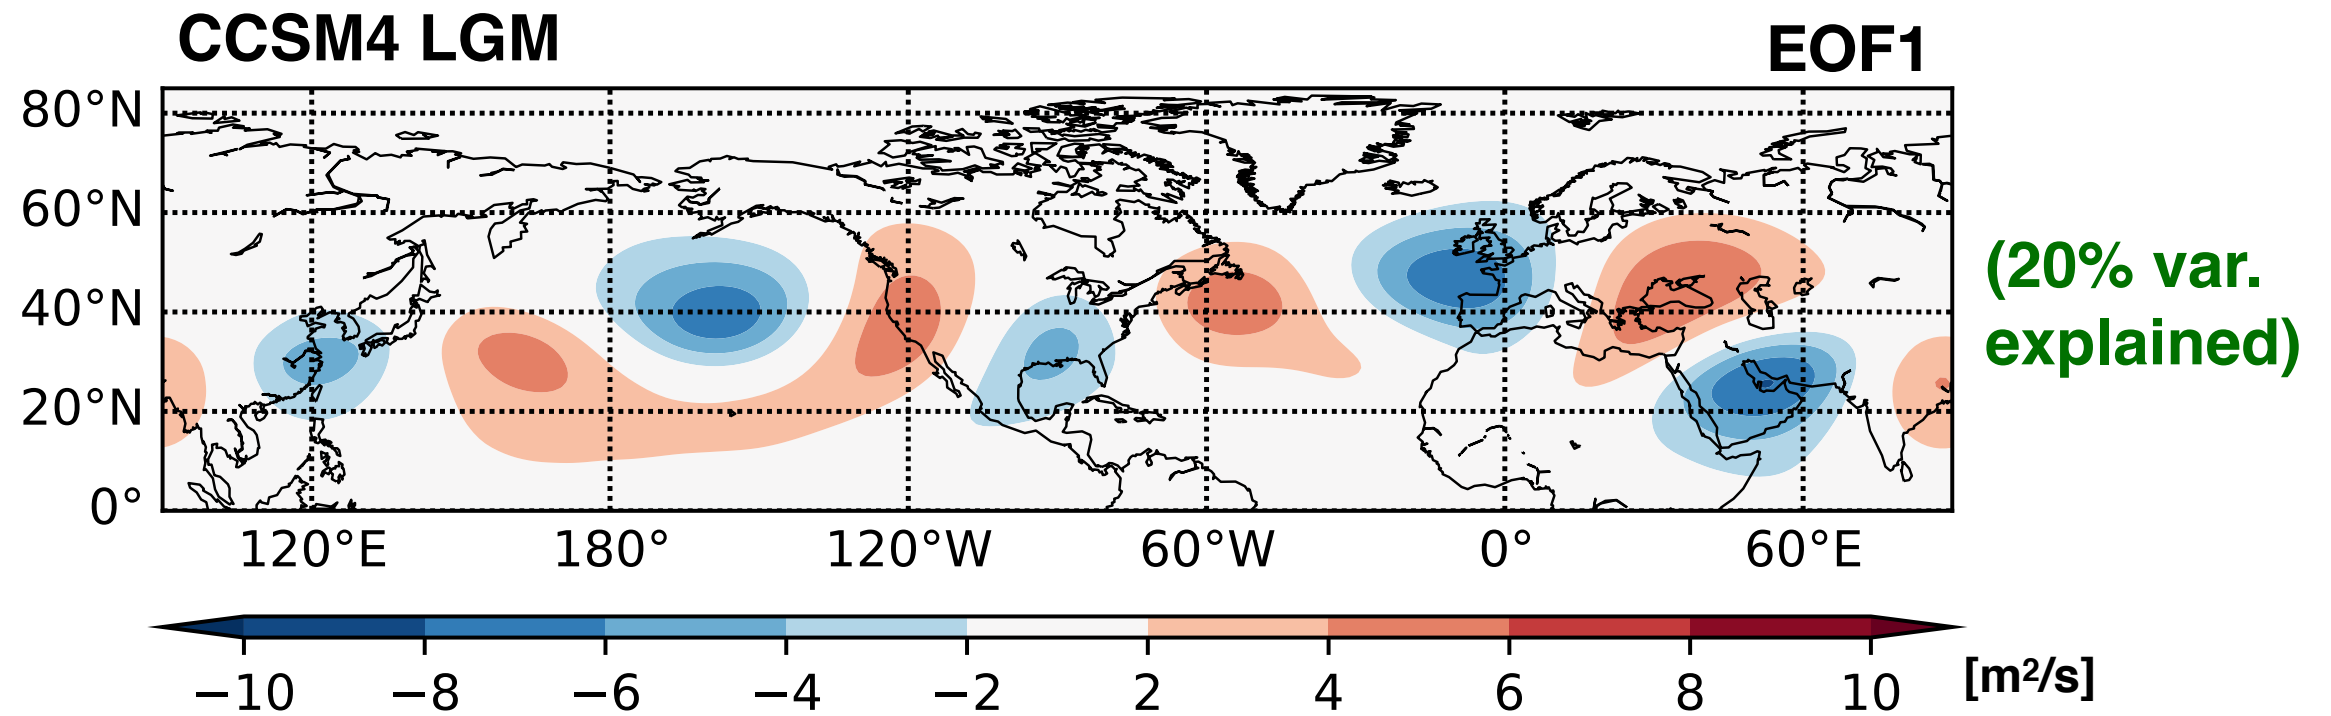 CCSM4 LGM
EOF1
80°N
60°N
40°N
20°N
0°
120°E 180° 120°W 60°W 0° 60°E
(20% var.
explained)
−10 −8 −6 −4 −2 2 4 6 8 10
[m²/s]